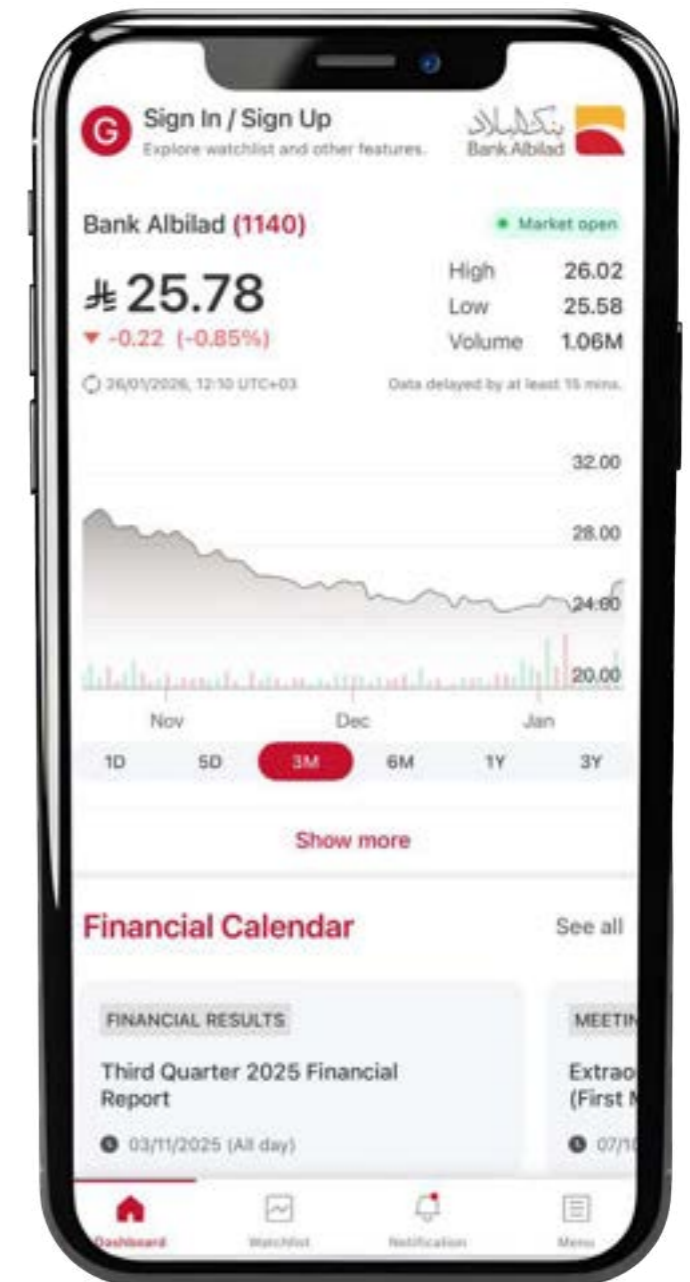 G
Sign In / Sign Up
Explore watchlist and other features.
بنك البلاد
Bank Albilad
Bank Albilad (1140)
Market open
25.78
-0.22 (-0.85%)
High 26.02
Low 25.58
Volume 1.06M
26/01/2026, 12:10 UTC+03
Data delayed by at least 15 mins.
32.00
28.00
24.00
20.00
Nov Dec Jan
1D 5D 3M 6M 1Y 3Y
Show more
Financial Calendar See all
FINANCIAL RESULTS
Third Quarter 2025 Financial
Report
03/11/2025 (All day)
MEETIN
Extrao
(First M
07/10
Dashboard Watchlist Notification Menu